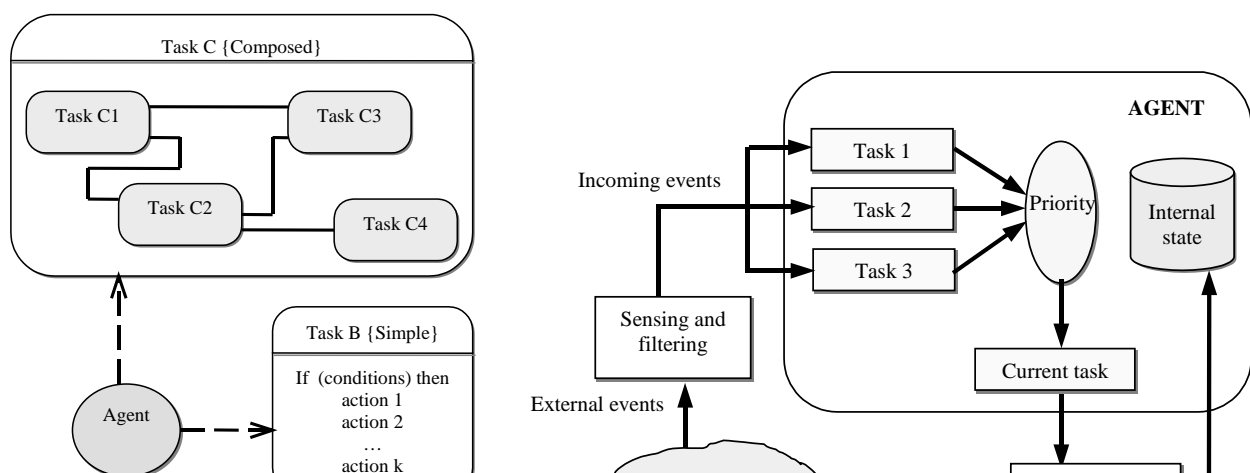 Task C {Composed}
Task C1
Task C3
Task C2
Task C4
Task B {Simple}
If (conditions) then
action 1
action 2
…
action k
Agent
AGENT
Task 1
Incoming events
Task 2
Priority
Internal
state
Task 3
Sensing and
filtering
Current task
External events